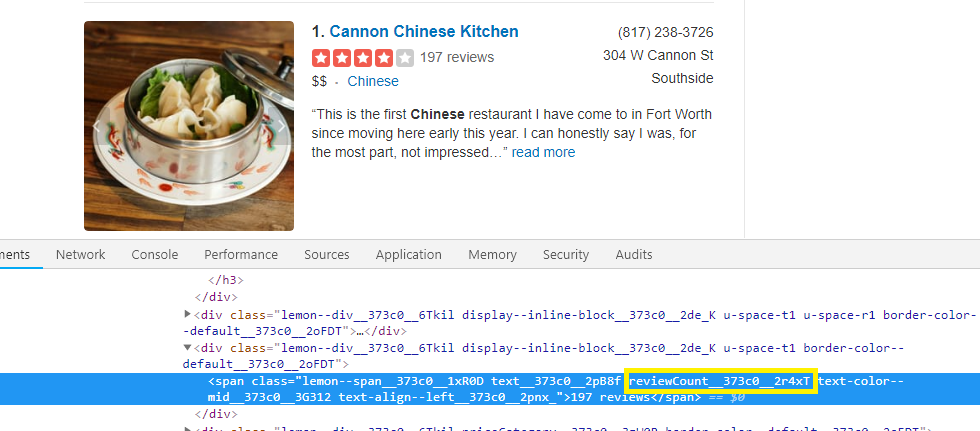 1. Cannon Chinese Kitchen
(817) 238-3726
197 reviews
304 W Cannon St
$$ · Chinese
Southside
“This is the first Chinese restaurant I have come to in Fort Worth
since moving here early this year. I can honestly say I was, for
the most part, not impressed…” read more
ments Network Console Performance Sources Application Memory Security Audits
</h3>
</div>
<div class="lemon--div__373c0__6Tkil display--inline-block__373c0__2de_K u-space-t1 u-space-r1 border-color-
-default__373c0__2oFDT">…</div>
<div class="lemon--div__373c0__6Tkil display--inline-block__373c0__2de_K u-space-t1 border-color--
default__373c0__2oFDT">
<span class="lemon--span__373c0__1xR0D text__373c0__2pB8f reviewCount__373c0__2r4xT text-color--
mid__373c0__3G312 text-align--left__373c0__2pnx_">197 reviews</span> == $0
</div>